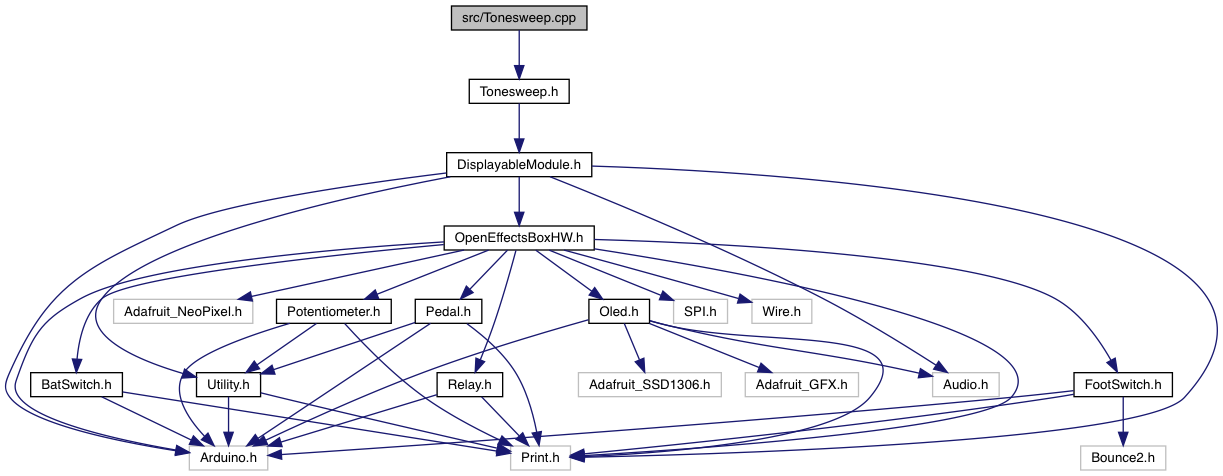 src/Tonesweep.cpp
Tonesweep.h
DisplayableModule.h
OpenEffectsBoxHW.h
Adafruit_NeoPixel.h
Potentiometer.h
Pedal.h
Oled.h
SPI.h
Wire.h
BatSwitch.h
Utility.h
Relay.h
Adafruit_SSD1306.h
Adafruit_GFX.h
Audio.h
FootSwitch.h
Arduino.h
Print.h
Bounce2.h